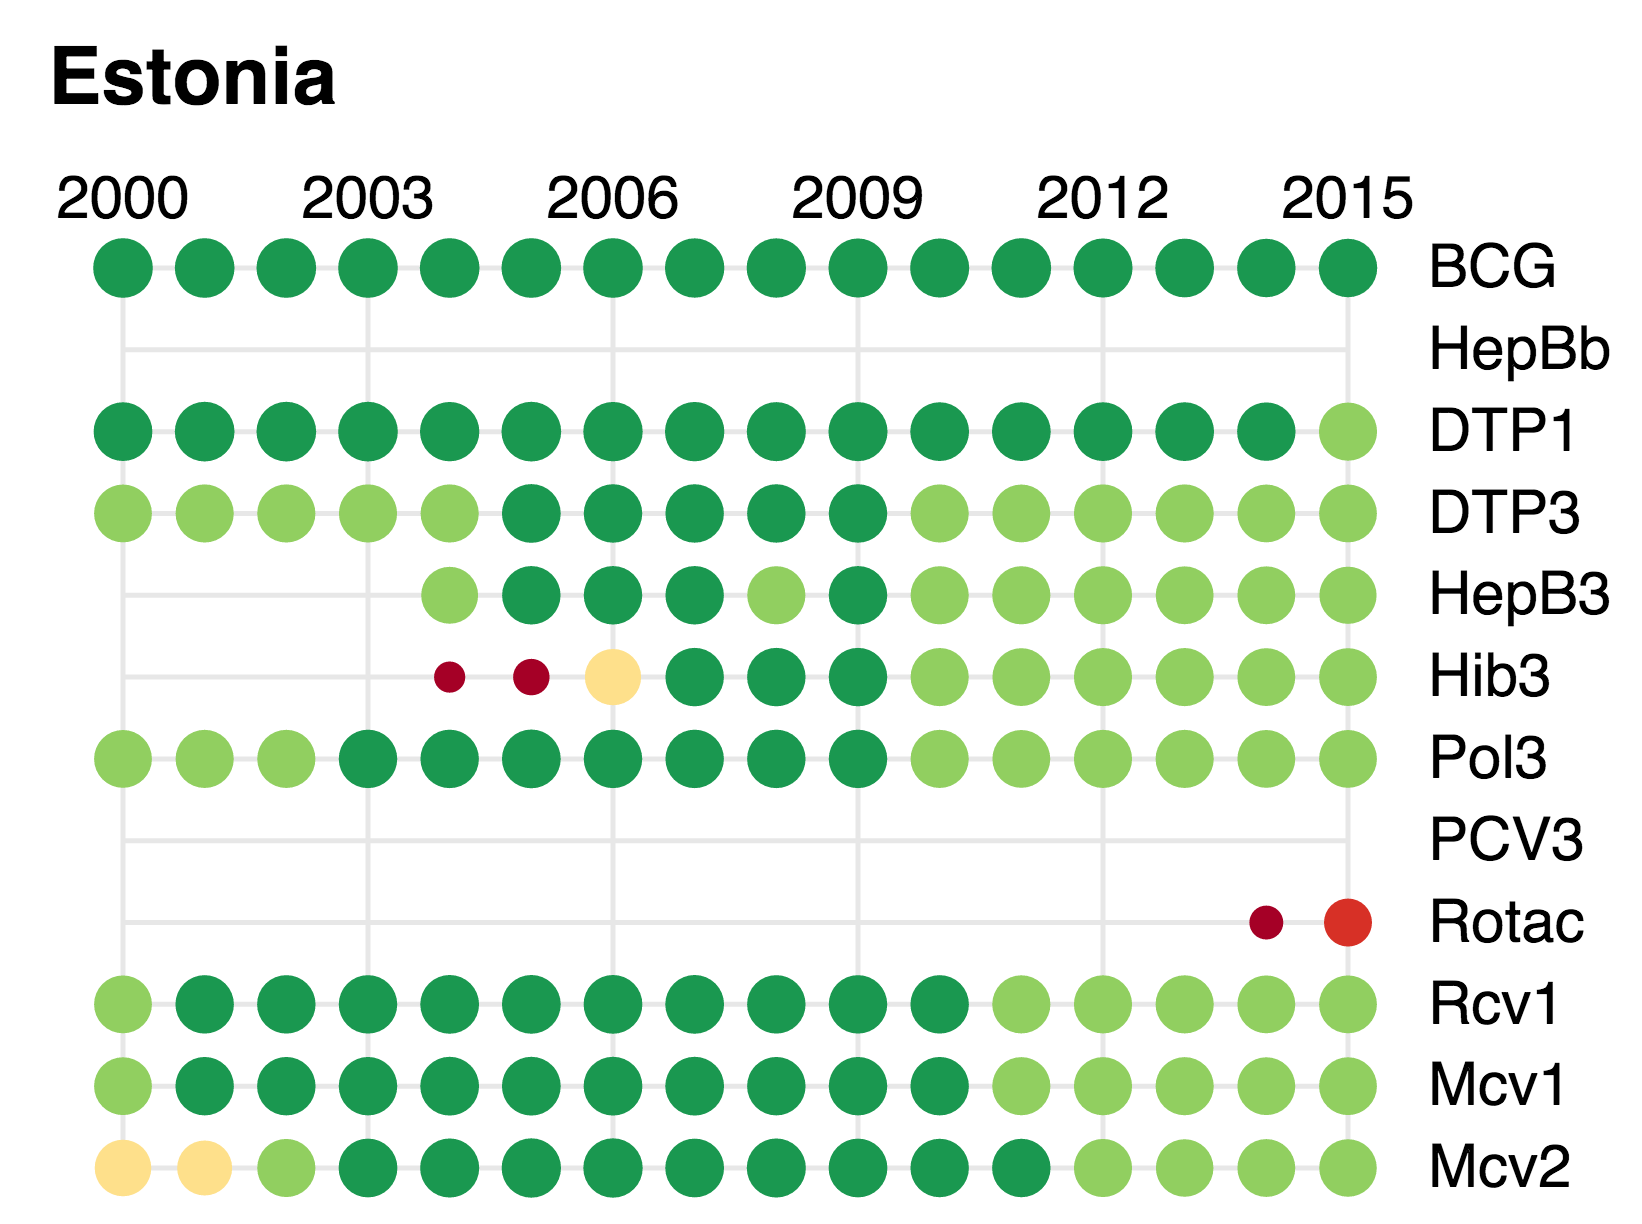 Estonia
2000 2003 2006 2009 2012 2015
BCG
HepBb
DTP1
DTP3
HepB3
Hib3
Pol3
PCV3
Rotac
Rcv1
Mcv1
Mcv2